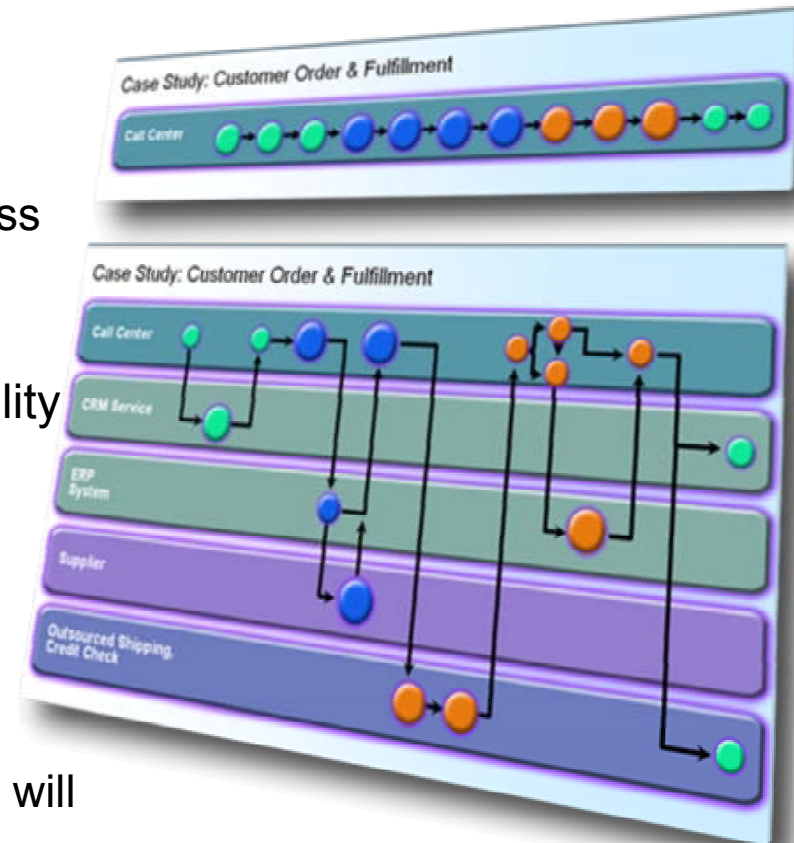 Case Study: Customer Order & Fulfillment
Call Center
ss
Case Study: Customer Order & Fulfillment
Call Center
lity
CRM Service
ERP
System
Supplier
Outsourced Shipping,
Credit Check
will